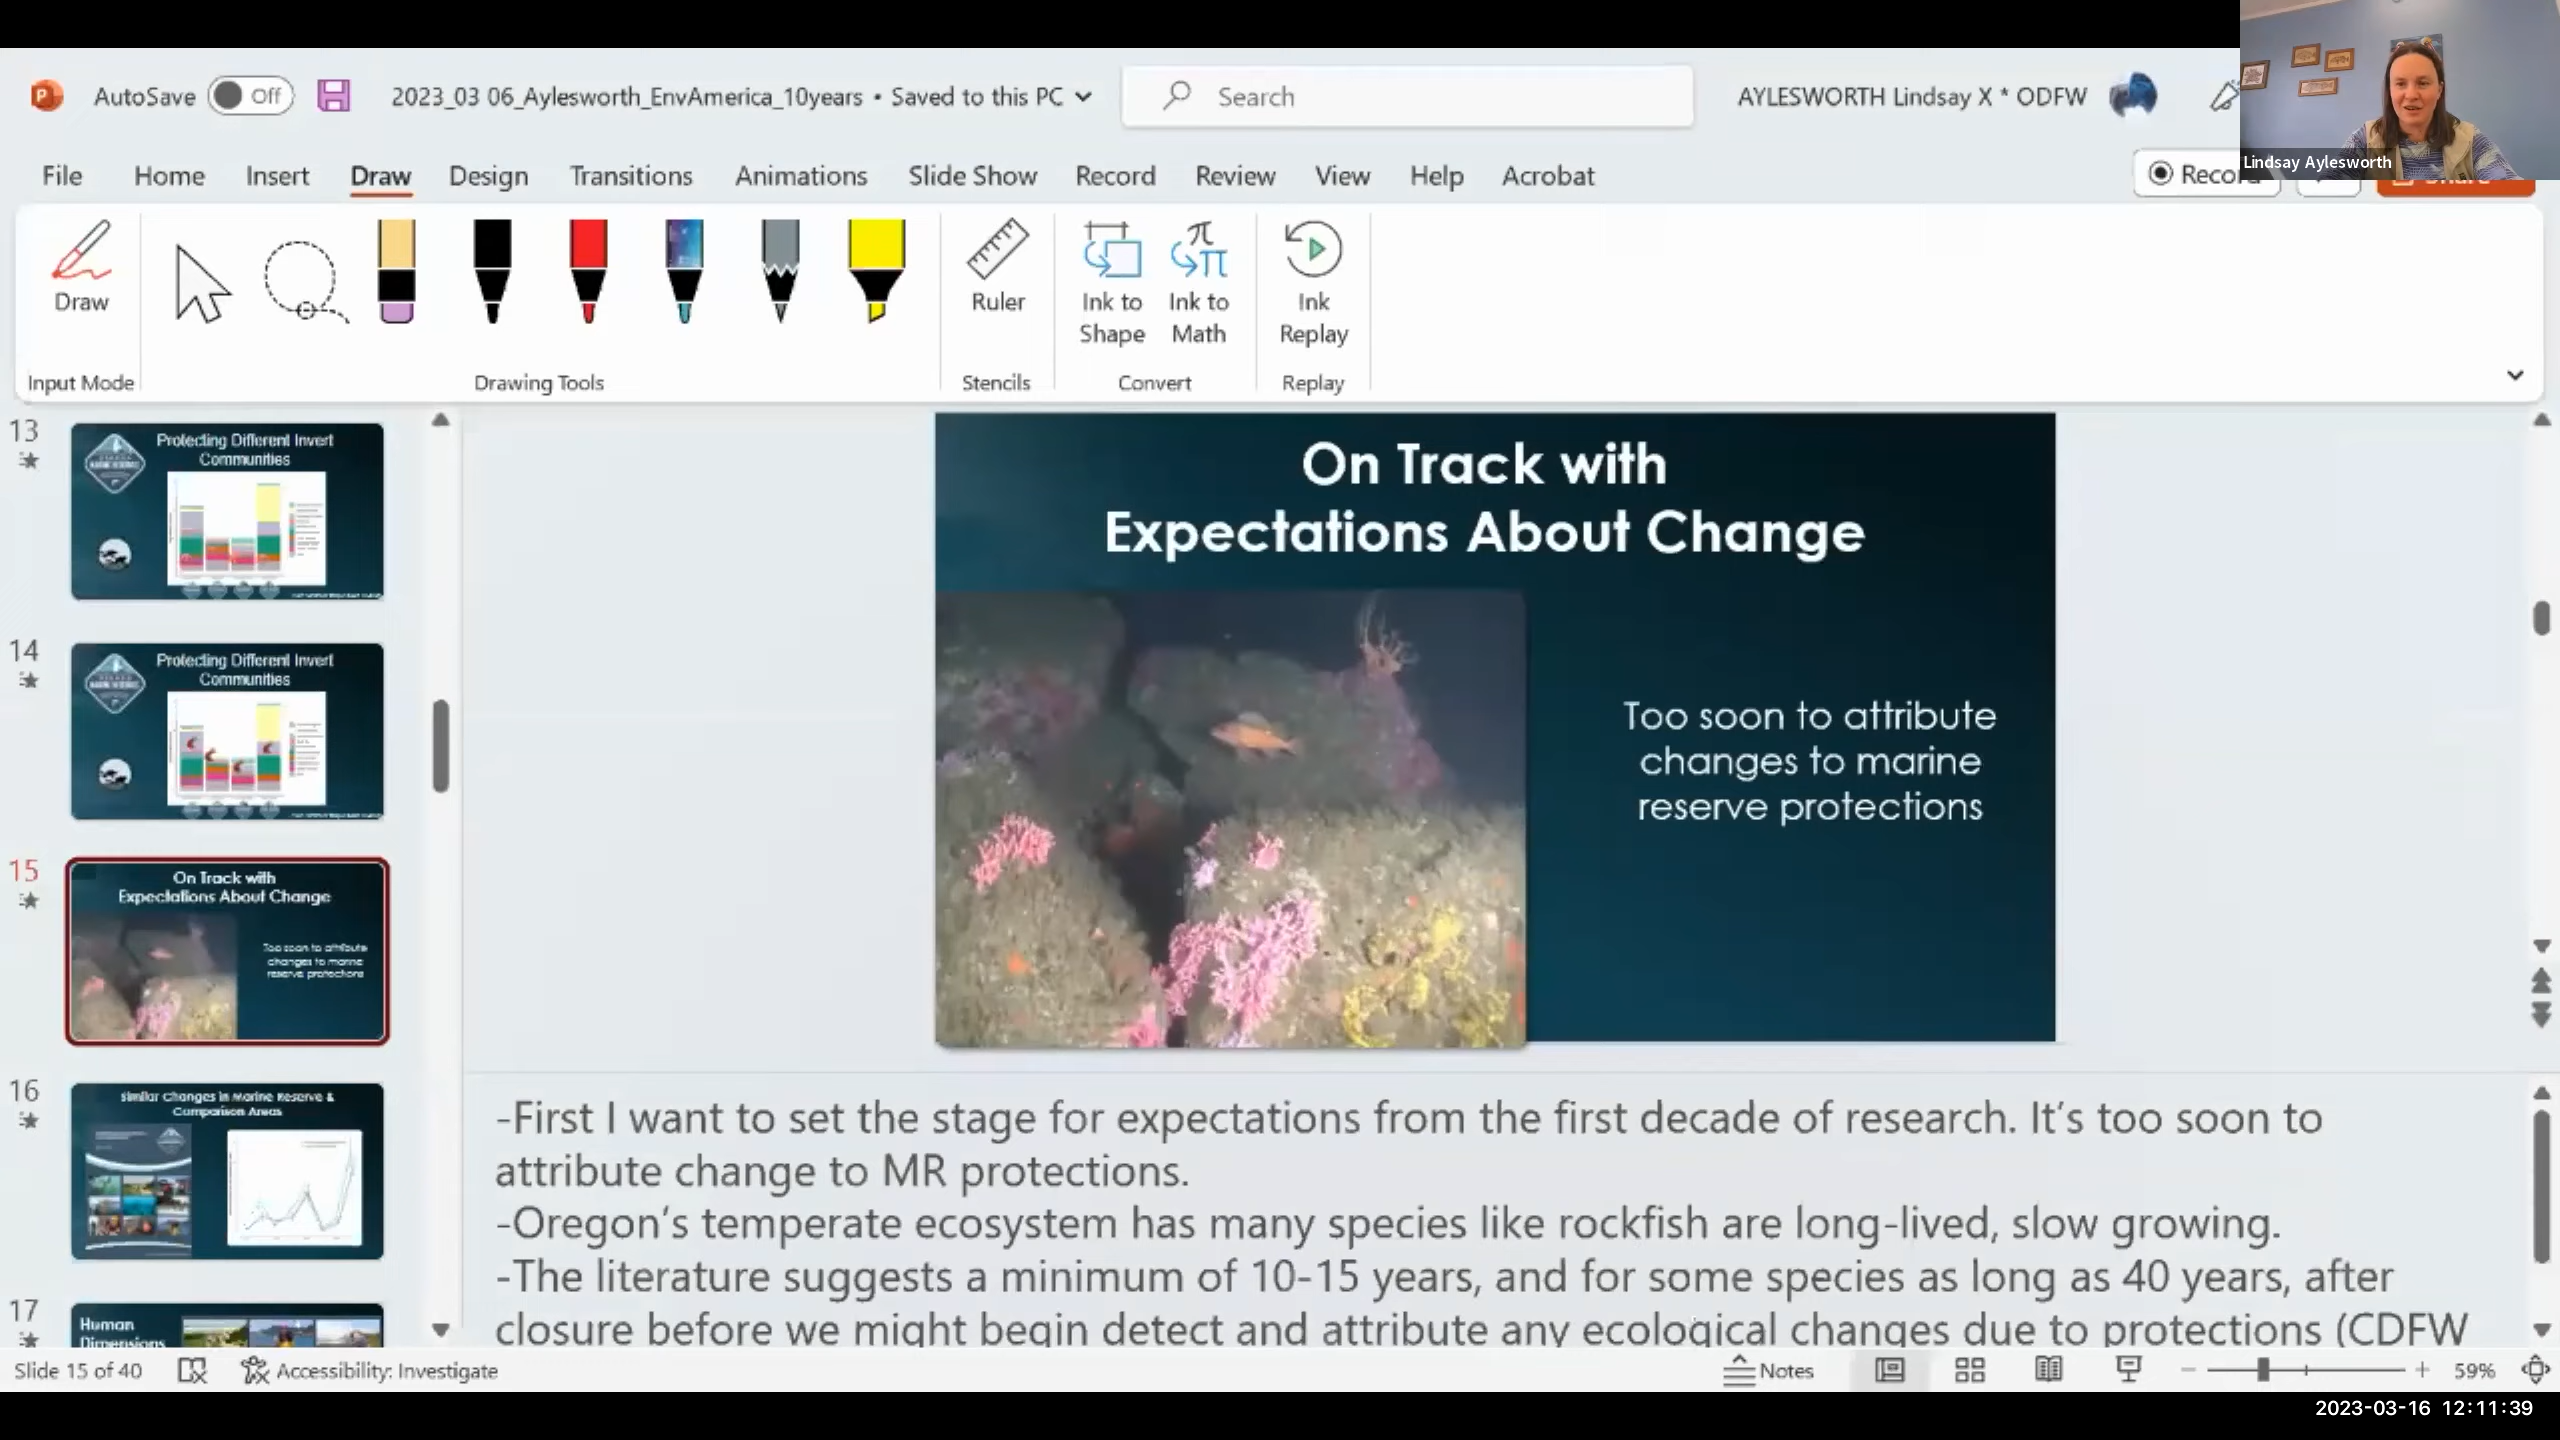 AutoSave Off 2023_03 06_Aylesworth_EnvAmerica_10years • Saved to this PC Search AYLESWORTH Lindsay X * ODFW
Lindsay Aylesworth
File Home Insert Draw Design Transitions Animations Slide Show Record Review View Help Acrobat Record
Draw
Ruler
Ink to Shape
Ink to Math
Ink Replay
Input Mode Drawing Tools Stencils Convert Replay
13
Protecting Different Invert
Communities
14
Protecting Different Invert
Communities
15
On Track with
Expectations About Change
Too soon to attribute
changes to marine
reserve protections
16
Similar Changes in Marine Reserve &
Comparison Areas
17
Human
Dimensions
On Track with
Expectations About Change
Too soon to attribute
changes to marine
reserve protections
-First I want to set the stage for expectations from the first decade of research. It's too soon to
attribute change to MR protections.
-Oregon's temperate ecosystem has many species like rockfish are long-lived, slow growing.
-The literature suggests a minimum of 10-15 years, and for some species as long as 40 years, after
closure before we might begin detect and attribute any ecological changes due to protections (CDFW
Slide 15 of 40 Accessibility: Investigate Notes 59%
2023-03-16 12:11:39